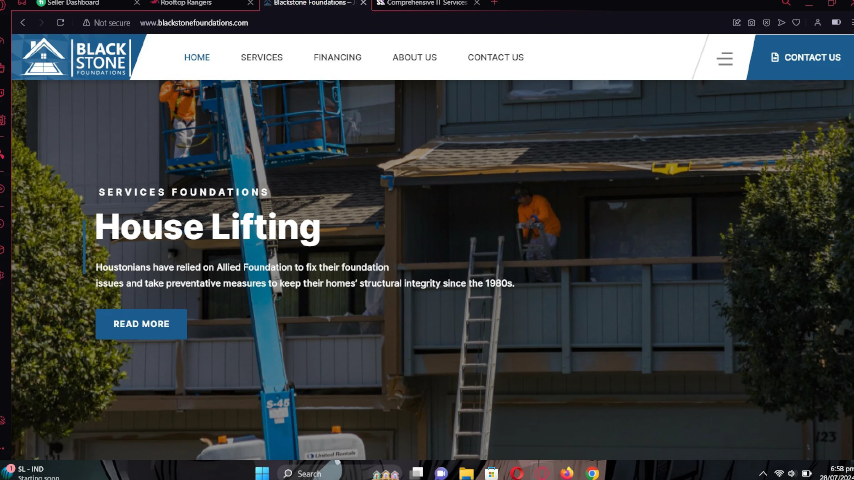 Seller Dashboard
Rooftop Rangers
Blackstone Foundations –
Comprehensive IT Services
Not secure
www.blackstonefoundations.com
BLACK
STONE
FOUNDATIONS
HOME
SERVICES
FINANCING
ABOUT US
CONTACT US
CONTACT US
SERVICES FOUNDATIONS
House Lifting
Houstonians have relied on Allied Foundation to fix their foundation
issues and take preventative measures to keep their homes' structural integrity since the 1980s.
READ MORE
S-45
United Rentals
123
1
SL - IND
Starting soon
Search
6:58 pm
28/07/2024